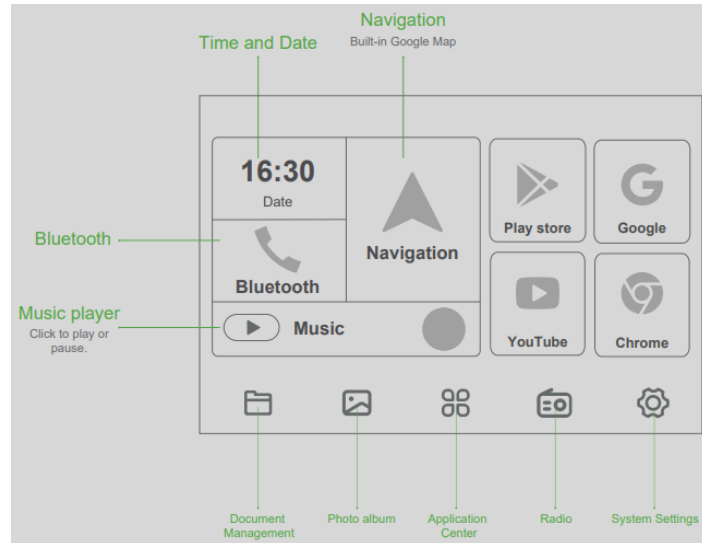 Navigation
Built-in Google Map
Time and Date
16:30
Date
Navigation
Play store
Google
Bluetooth
Bluetooth
Music player
Click to play or
pause.
Music
YouTube
Chrome
Document
Management
Photo album
Application
Center
Radio
System Settings